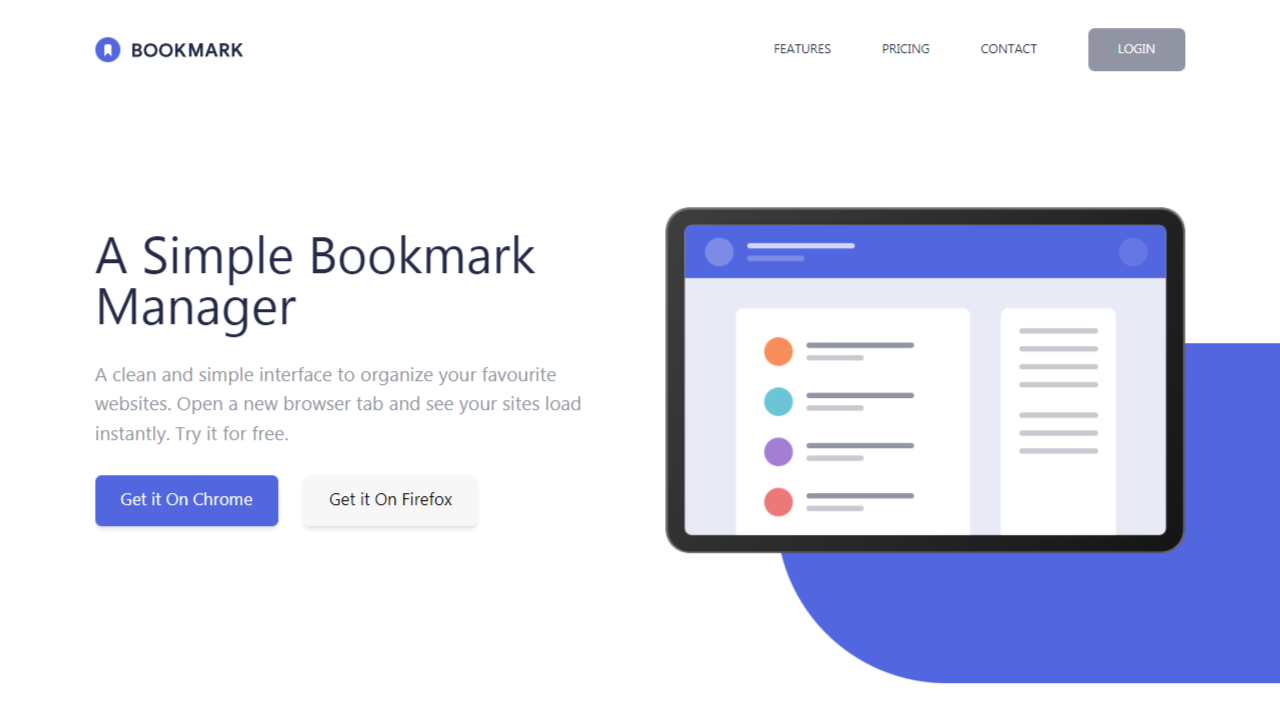 BOOKMARK
FEATURES
PRICING
CONTACT
LOGIN
A Simple Bookmark
Manager
A clean and simple interface to organize your favourite
websites. Open a new browser tab and see your sites load
instantly. Try it for free.
Get it On Chrome
Get it On Firefox